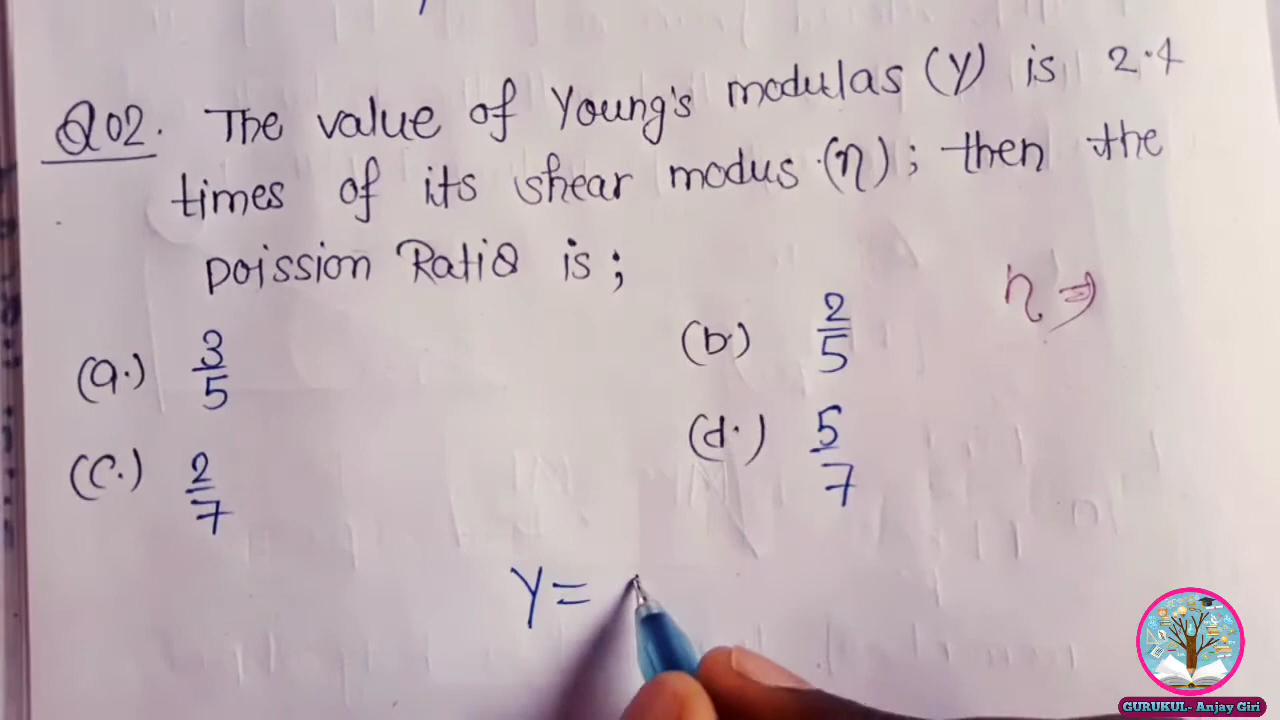 Q02. The value of Young's modulas (Y) is 2.4
times of its shear modus (η); then the
poission Ratio is;
(a.) 3/5
(b.) 2/5
η ⇒
(c.) 2/7
(d.) 5/7
Y =
GURUKUL- Anjay Giri